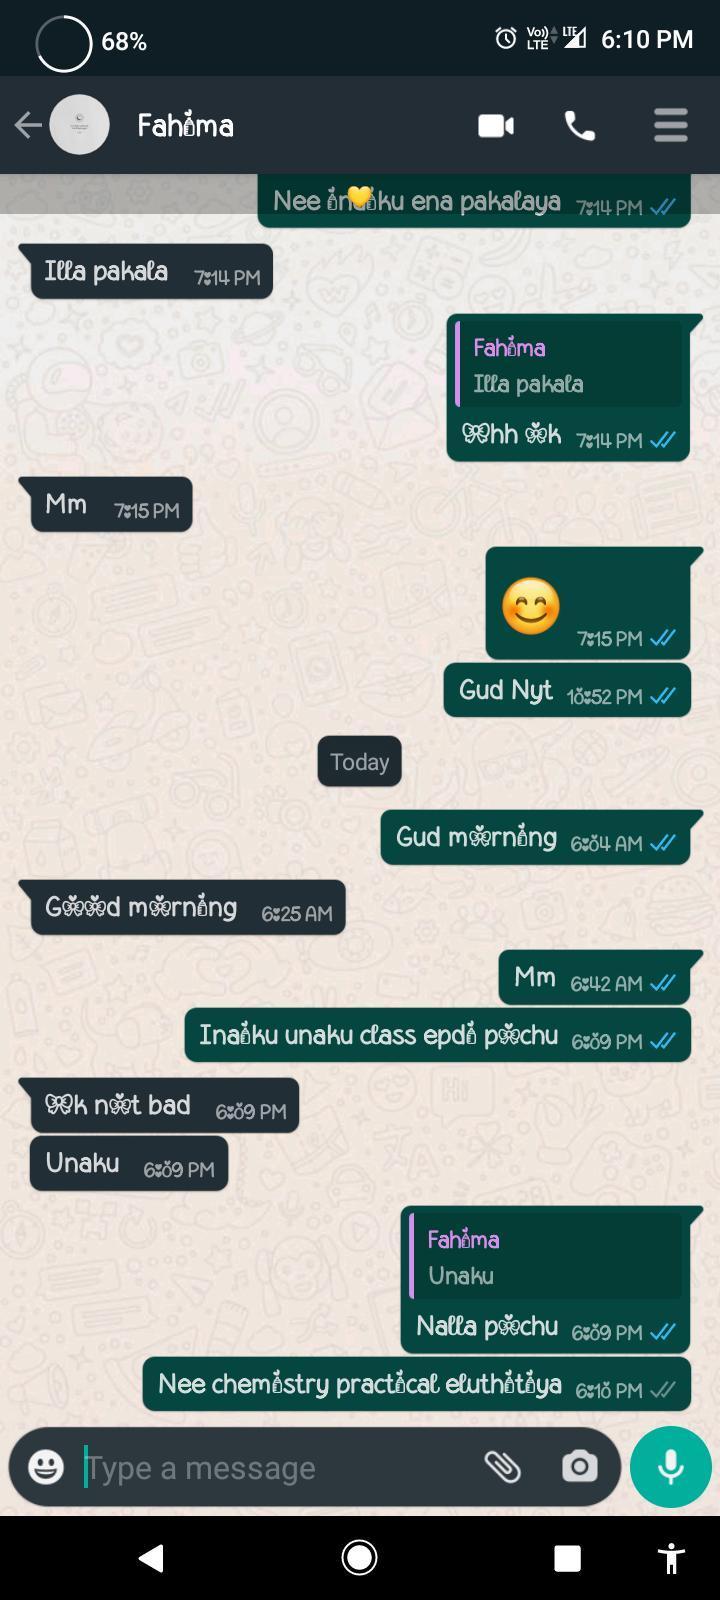 68%
Vo)) LTE LTE 6:10 PM
Fahima
Nee inaiku ena pakalaya 7:14 PM
Illa pakala 7:14 PM
Fahima
Illa pakala
Ohh ok 7:14 PM
Mm 7:15 PM
😊 7:15 PM
Gud Nyt 10:52 PM
Today
Gud morning 6:04 AM
Good morning 6:25 AM
Mm 6:42 AM
Inaiku unaku class epdi pochu 6:09 PM
Ok not bad 6:09 PM
Unaku 6:09 PM
Fahima
Unaku
Nalla pochu 6:09 PM
Nee chemistry practical eluthitiya 6:10 PM
Type a message